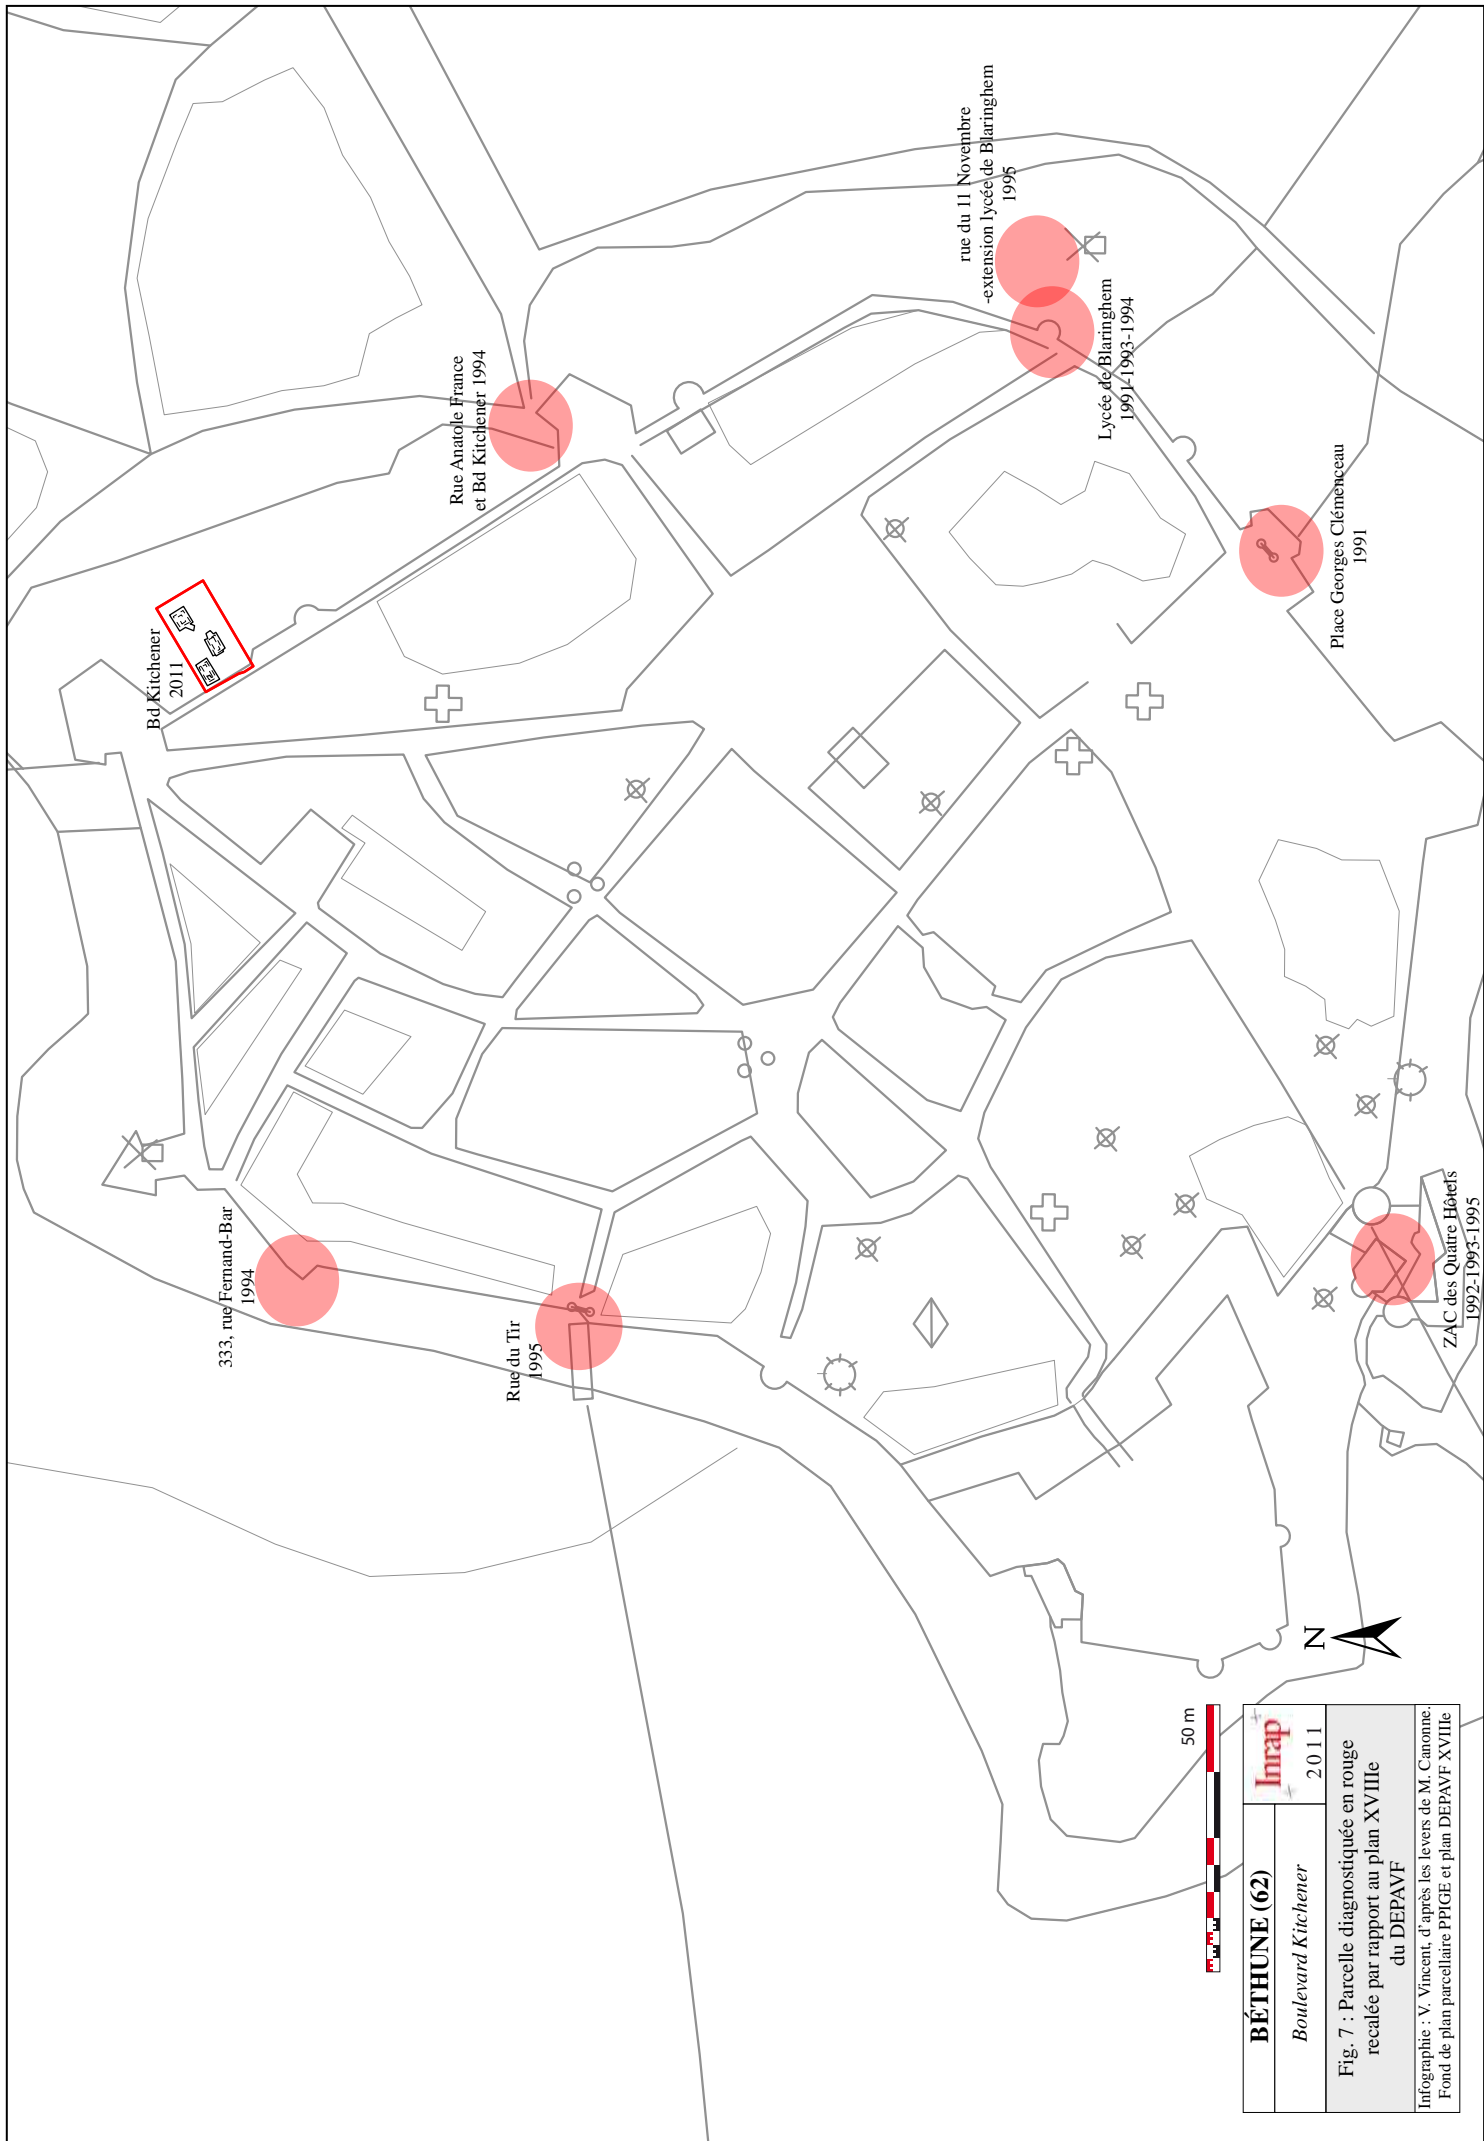 rue du 11 Novembre
-extension lycée de Blaringhem
1995
Rue Anatole France
et Bd Kitchener 1994
Lycée de Blaringhem
1991-1993-1994
Place Georges Clémenceau
1991
Bd Kitchener
2011
333, rue Fernand-Bar
1994
Rue du Tir
1995
ZAC des Quatre Hôtels
1992-1993-1995
N
50 m
BÉTHUNE (62)
Boulevard Kitchener
Inrap
2011
Fig. 7 : Parcelle diagnostiquée en rouge
recalée par rapport au plan XVIIIe
du DEPAVF
Infographie : V. Vincent, d'après les levers de M. Canonne.
Fond de plan parcellaire PPIGE et plan DEPAVF XVIIIe